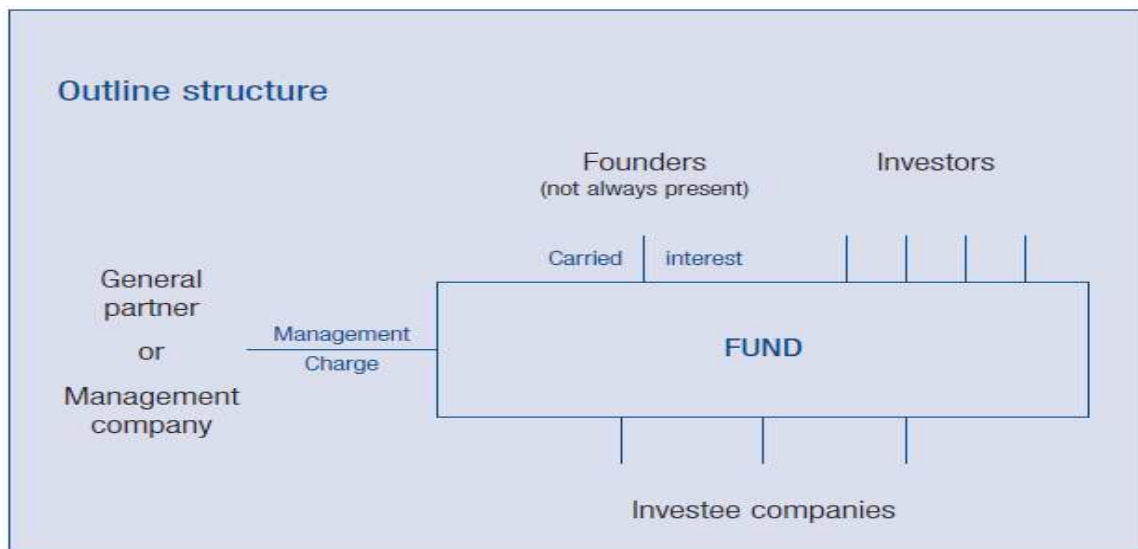 Outline structure
Founders
(not always present)
Investors
Carried interest
General
partner
or
Management
company
Management
Charge
FUND
Investee companies